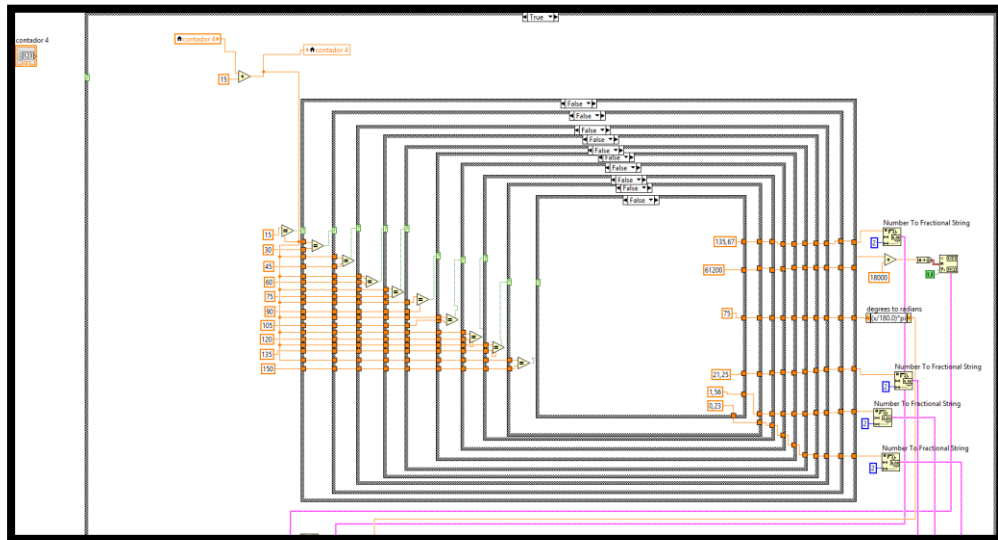 True
contador 4
contador 4
contador 4
15
False
False
False
False
False
False
False
False
False
False
15
30
45
60
75
90
105
120
135
150
135,67
61200
75
21,25
1,56
0,23
Number To Fractional String
2
18000
degrees to radians
(x/180.0)*pi
Number To Fractional String
2
Number To Fractional String
2
Number To Fractional String
2